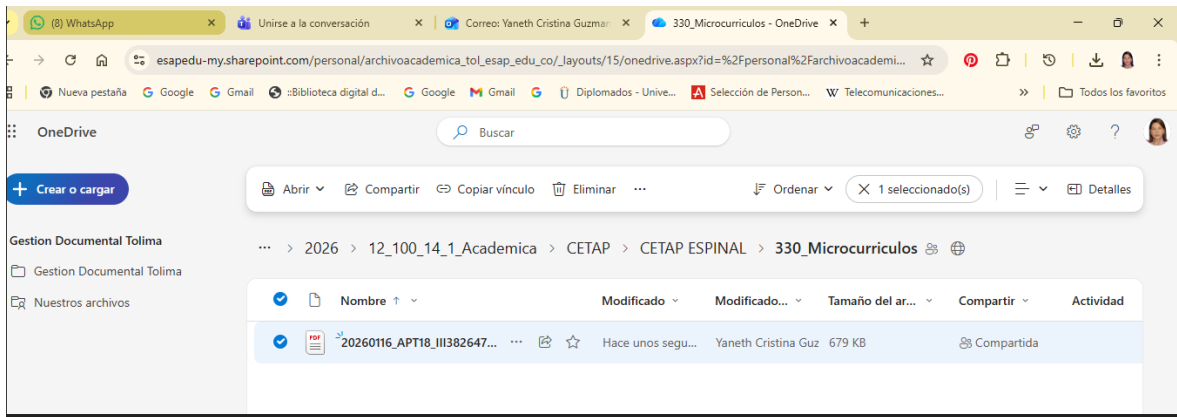 (8) WhatsApp
Unirse a la conversación
Correo: Yaneth Cristina Guzman
330_Microcurriculos - OneDrive
esapedu-my.sharepoint.com/personal/archivoacademica_tol_esap_edu_co/_layouts/15/onedrive.aspx?id=%2Fpersonal%2Farchivoacademi...
Nueva pestaña Google Gmail ::Biblioteca digital d... Google Gmail Diplomados - Unive... Selección de Person... Telecomunicaciones... » Todos los favoritos
OneDrive
Buscar
?
+ Crear o cargar
Abrir Compartir Copiar vínculo Eliminar ... Ordenar 1 seleccionado(s) Detalles
Gestion Documental Tolima
... > 2026 > 12_100_14_1_Academica > CETAP > CETAP ESPINAL > 330_Microcurriculos
Gestion Documental Tolima
Nuestros archivos
Nombre ↑ Modificado Modificado... Tamaño del ar... Compartir Actividad
PDF 20260116_APT18_III382647... ... Hace unos segu... Yaneth Cristina Guz 679 KB Compartida